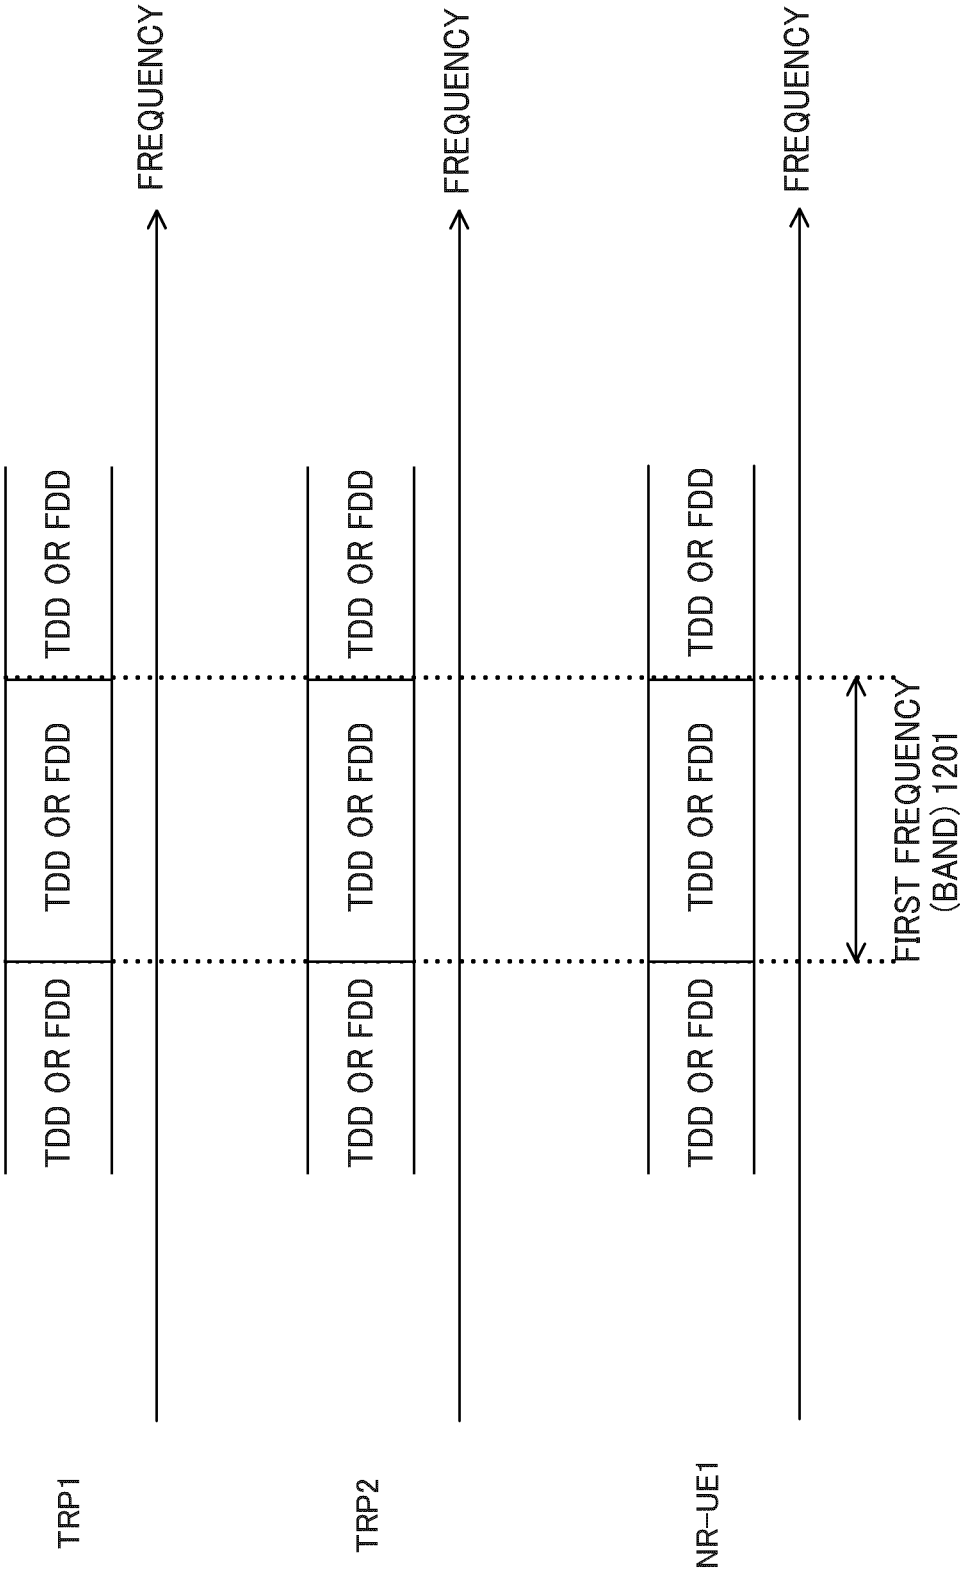 TRP1
TDD OR FDD
TDD OR FDD
TDD OR FDD
FREQUENCY
TRP2
TDD OR FDD
TDD OR FDD
TDD OR FDD
FREQUENCY
NR-UE1
TDD OR FDD
TDD OR FDD
TDD OR FDD
FREQUENCY
FIRST FREQUENCY
(BAND) 1201